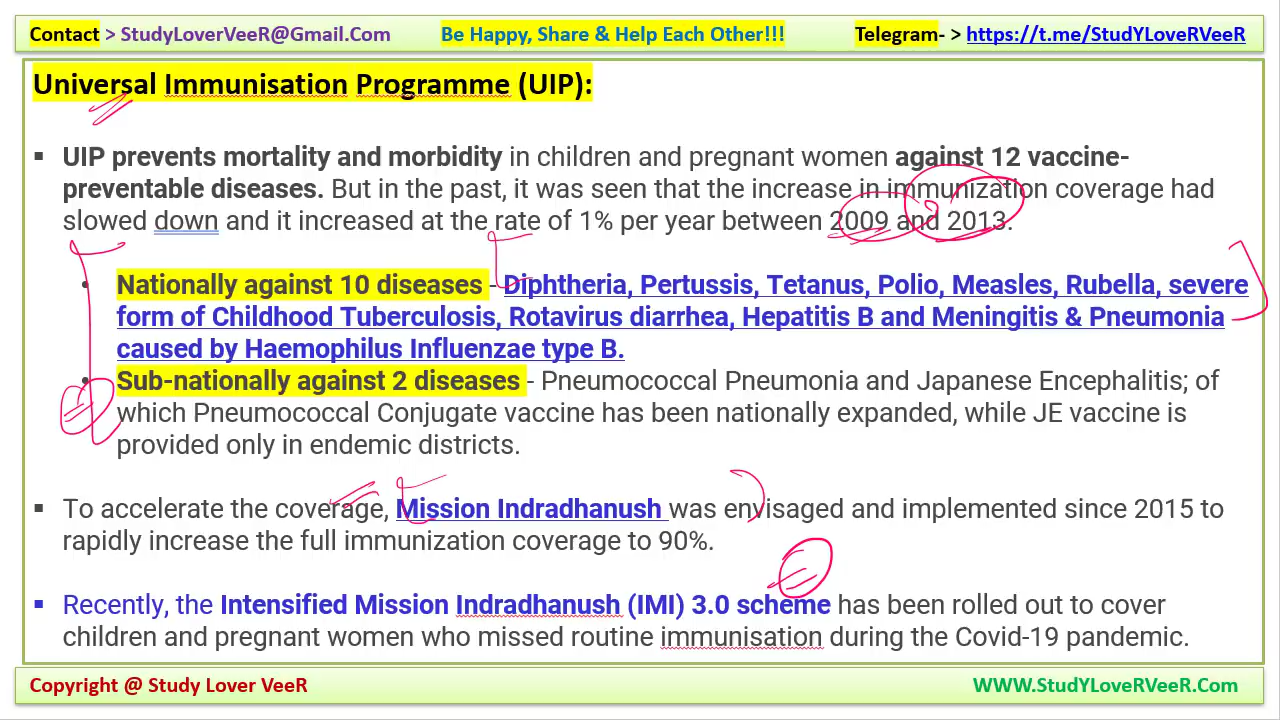 Contact > StudyLoverVeeR@Gmail.Com Be Happy, Share & Help Each Other!!! Telegram- > https://t.me/StudYLoveRVeeR
Universal Immunisation Programme (UIP):
▪ UIP prevents mortality and morbidity in children and pregnant women against 12 vaccine-
preventable diseases. But in the past, it was seen that the increase in immunization coverage had
slowed down and it increased at the rate of 1% per year between 2009 and 2013.
• Nationally against 10 diseases - Diphtheria, Pertussis, Tetanus, Polio, Measles, Rubella, severe
form of Childhood Tuberculosis, Rotavirus diarrhea, Hepatitis B and Meningitis & Pneumonia
caused by Haemophilus Influenzae type B.
• Sub-nationally against 2 diseases - Pneumococcal Pneumonia and Japanese Encephalitis; of
which Pneumococcal Conjugate vaccine has been nationally expanded, while JE vaccine is
provided only in endemic districts.
▪ To accelerate the coverage, Mission Indradhanush was envisaged and implemented since 2015 to
rapidly increase the full immunization coverage to 90%.
▪ Recently, the Intensified Mission Indradhanush (IMI) 3.0 scheme has been rolled out to cover
children and pregnant women who missed routine immunisation during the Covid-19 pandemic.
Copyright @ Study Lover VeeR WWW.StudYLoveRVeeR.Com